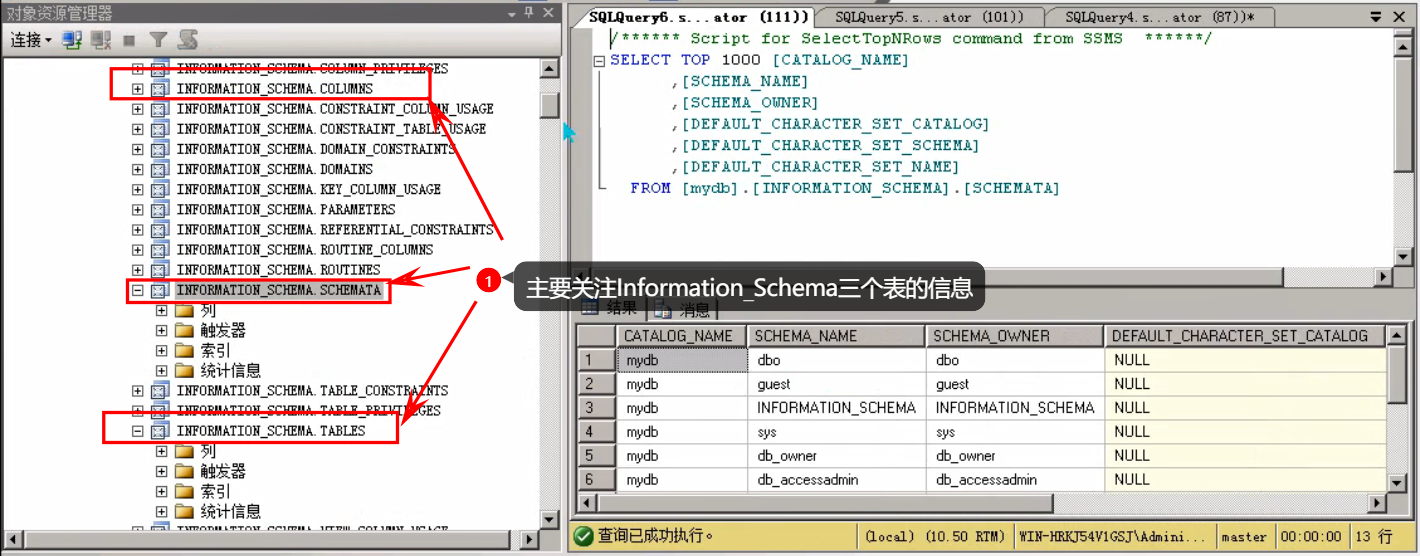 对象资源管理器
连接
INFORMATION_SCHEMA.COLUMN_PRIVILEGES
INFORMATION_SCHEMA.COLUMNS
INFORMATION_SCHEMA.CONSTRAINT_COLUMN_USAGE
INFORMATION_SCHEMA.CONSTRAINT_TABLE_USAGE
INFORMATION_SCHEMA.DOMAIN_CONSTRAINTS
INFORMATION_SCHEMA.DOMAINS
INFORMATION_SCHEMA.KEY_COLUMN_USAGE
INFORMATION_SCHEMA.PARAMETERS
INFORMATION_SCHEMA.REFERENTIAL_CONSTRAINTS
INFORMATION_SCHEMA.ROUTINE_COLUMNS
INFORMATION_SCHEMA.ROUTINES
INFORMATION_SCHEMA.SCHEMATA
列
触发器
索引
统计信息
INFORMATION_SCHEMA.TABLE_CONSTRAINTS
INFORMATION_SCHEMA.TABLE_PRIVILEGES
INFORMATION_SCHEMA.TABLES
列
触发器
索引
统计信息
INFORMATION_SCHEMA.VIEW_COLUMN_USAGE
1 主要关注Information_Schema三个表的信息
SQLQuery6.s...ator (111)) SQLQuery5.s...ator (101)) SQLQuery4.s...ator (87))*
/****** Script for SelectTopNRows command from SSMS ******/
SELECT TOP 1000 [CATALOG_NAME]
,[SCHEMA_NAME]
,[SCHEMA_OWNER]
,[DEFAULT_CHARACTER_SET_CATALOG]
,[DEFAULT_CHARACTER_SET_SCHEMA]
,[DEFAULT_CHARACTER_SET_NAME]
FROM [mydb].[INFORMATION_SCHEMA].[SCHEMATA]
结果 消息
CATALOG_NAME SCHEMA_NAME SCHEMA_OWNER DEFAULT_CHARACTER_SET_CATALOG
1 mydb dbo dbo NULL
2 mydb guest guest NULL
3 mydb INFORMATION_SCHEMA INFORMATION_SCHEMA NULL
4 mydb sys sys NULL
5 mydb db_owner db_owner NULL
6 mydb db_accessadmin db_accessadmin NULL
查询已成功执行。 (local) (10.50 RTM) WIN-HRKJ54V1GSJ\Admini... master 00:00:00 13 行